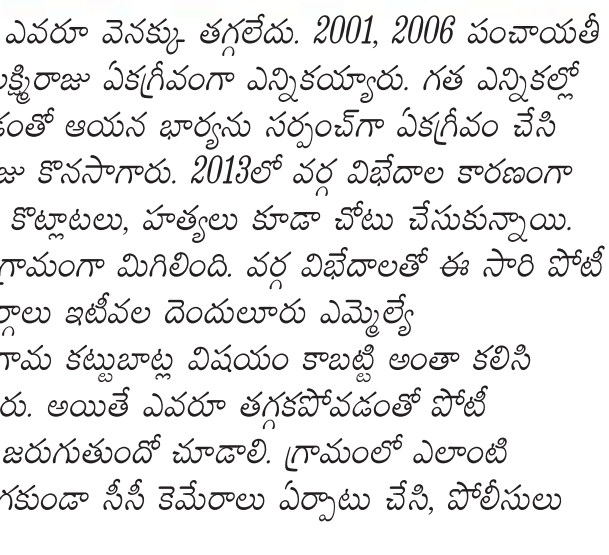 ఎవరూ వెనక్కు తగ్గలేదు. 2001, 2006 పంచాయతీ
లక్ష్మిరాజు ఏకగ్రీవంగా ఎన్నికయ్యారు. గత ఎన్నికల్లో
ఆయన భార్యను సర్పంచ్‌గా ఏకగ్రీవం చేసి
కొనసాగారు. 2013లో వర్గ విభేదాల కారణంగా
కొట్లాటలు, హత్యలు కూడా చోటు చేసుకున్నాయి.
గ్రామంగా మిగిలింది. వర్గ విభేదాలతో ఈ సారి పోటీ
ఇటీవల దెందులూరు ఎమ్మెల్యే
కట్టుబాట్ల విషయం కాబట్టి అంతా కలిసి
అయితే ఎవరూ తగ్గకపోవడంతో పోటీ
జరుగుతుందో చూడాలి. గ్రామంలో ఎలాంటి
సీసీ కెమేరాలు ఏర్పాటు చేసి, పోలీసులు